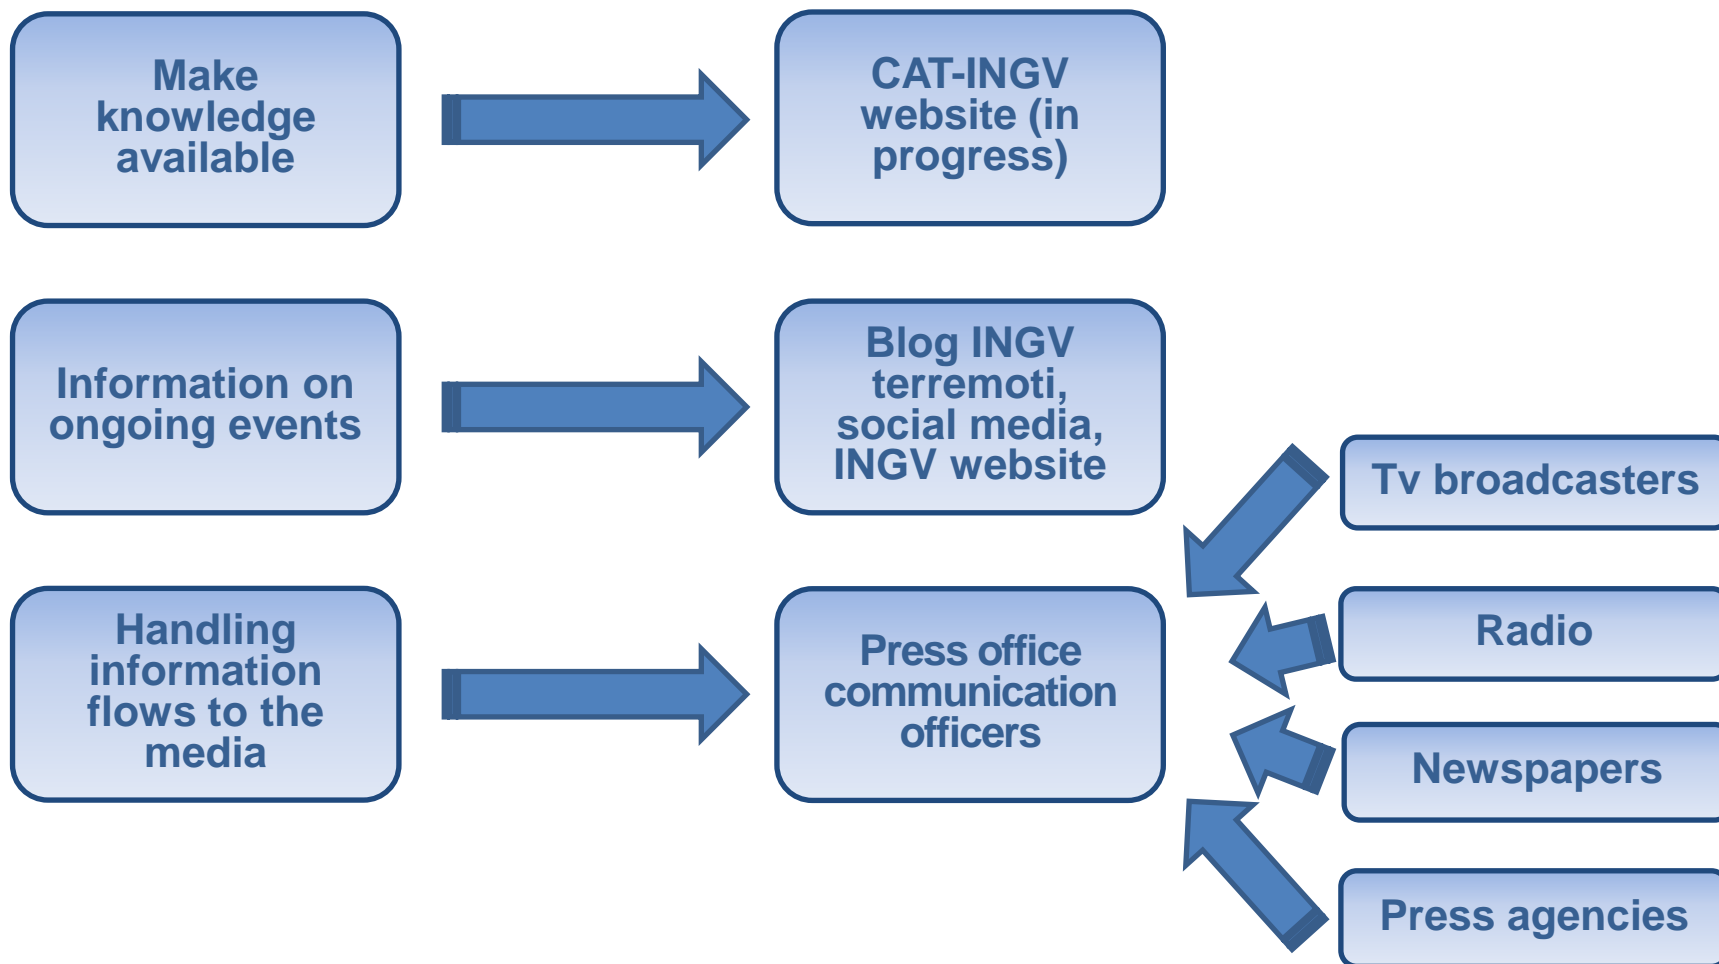 Make
knowledge
available
CAT-INGV
website (in
progress)
Information on
ongoing events
Blog INGV
terremoti,
social media,
INGV website
Handling
information
flows to the
media
Press office
communication
officers
Tv broadcasters
Radio
Newspapers
Press agencies